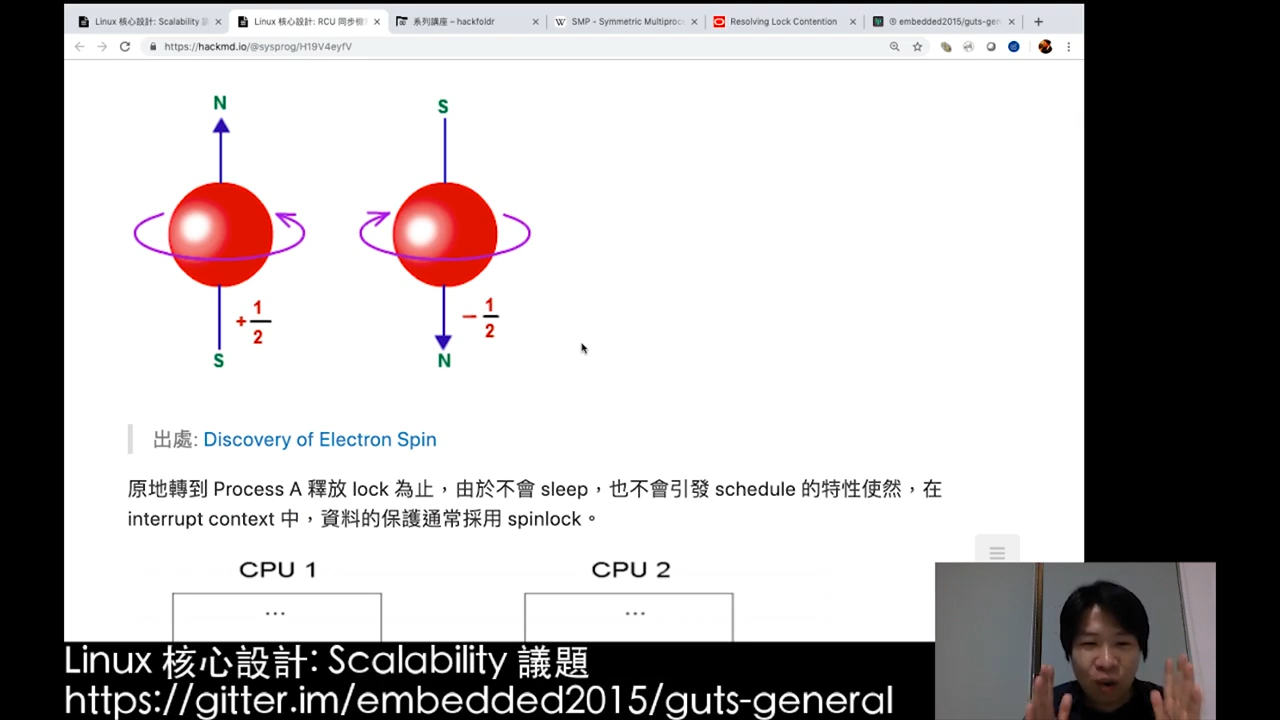 Linux 核心設計: Scalability 議
Linux 核心設計: RCU 同步機
系列講座 – hackfoldr
SMP - Symmetric Multiproc
Resolving Lock Contention
embedded2015/guts-gen
https://hackmd.io/@sysprog/H19V4eyfV
N
S
+ 1/2
- 1/2
S
N
出處: Discovery of Electron Spin
原地轉到 Process A 釋放 lock 為止，由於不會 sleep，也不會引發 schedule 的特性使然，在
interrupt context 中，資料的保護通常採用 spinlock。
CPU 1
CPU 2
...
...
Linux 核心設計: Scalability 議題
https://gitter.im/embedded2015/guts-general